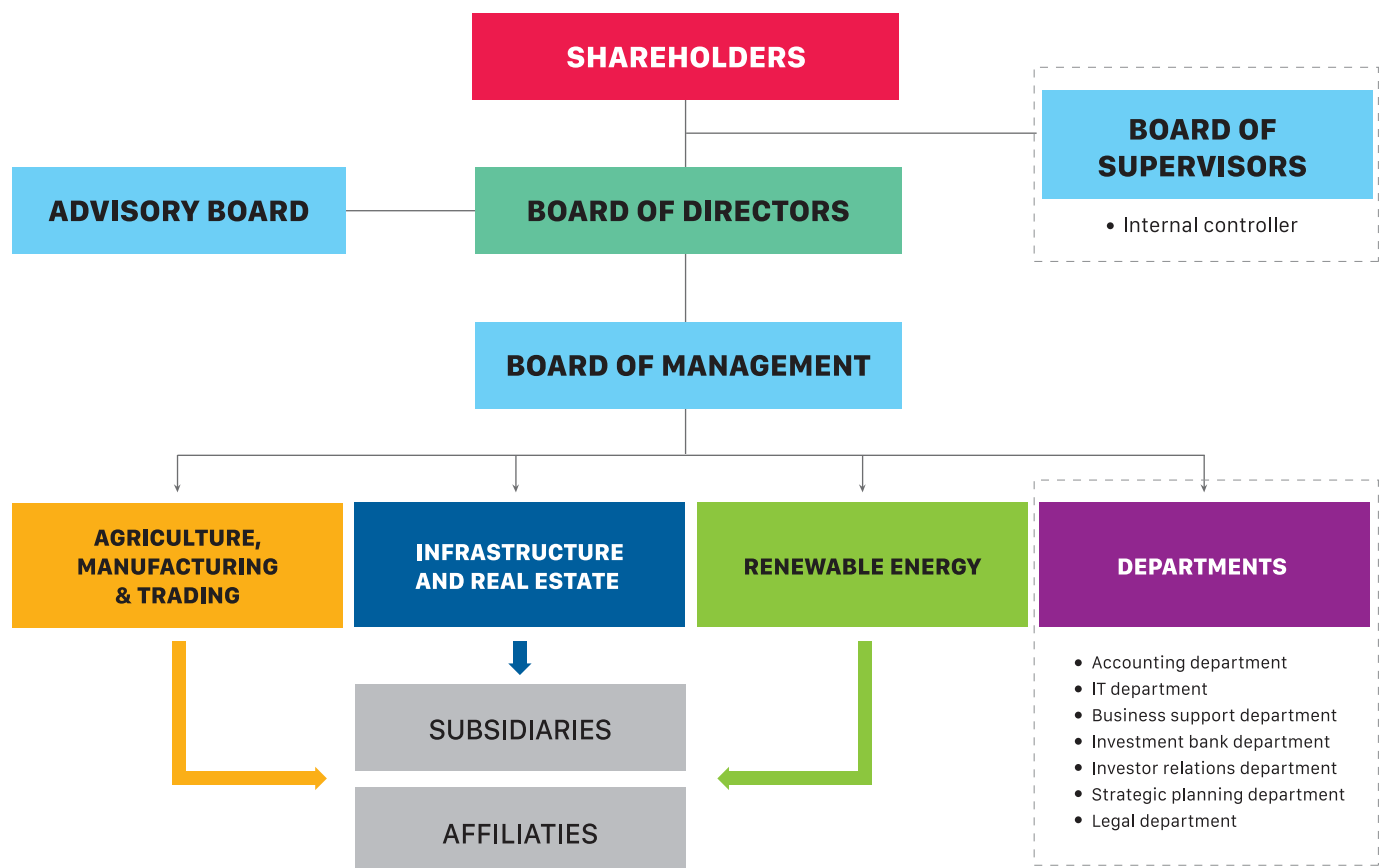 SHAREHOLDERS
BOARD OF
SUPERVISORS
• Internal controller
ADVISORY BOARD
BOARD OF DIRECTORS
BOARD OF MANAGEMENT
AGRICULTURE,
MANUFACTURING
& TRADING
INFRASTRUCTURE
AND REAL ESTATE
RENEWABLE ENERGY
DEPARTMENTS
• Accounting department
• IT department
• Business support department
• Investment bank department
• Investor relations department
• Strategic planning department
• Legal department
SUBSIDIARIES
AFFILIATIES